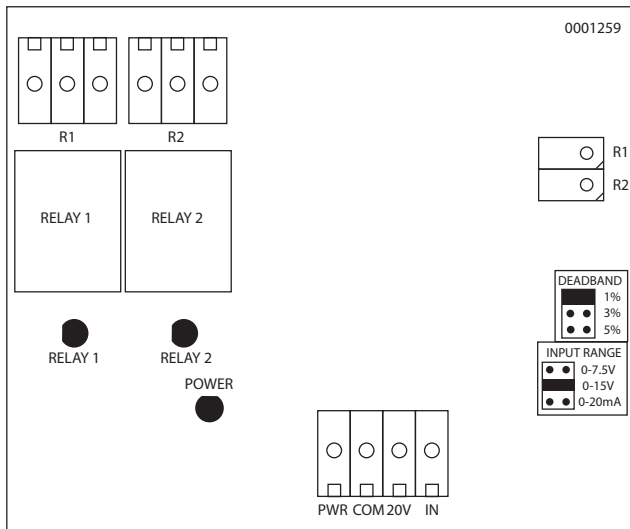 0001259
R1 R2
R1
R2
RELAY 1 RELAY 2
DEADBAND
1%
3%
5%
RELAY 1 RELAY 2
INPUT RANGE
0-7.5V
0-15V
0-20mA
POWER
PWR COM 20V IN